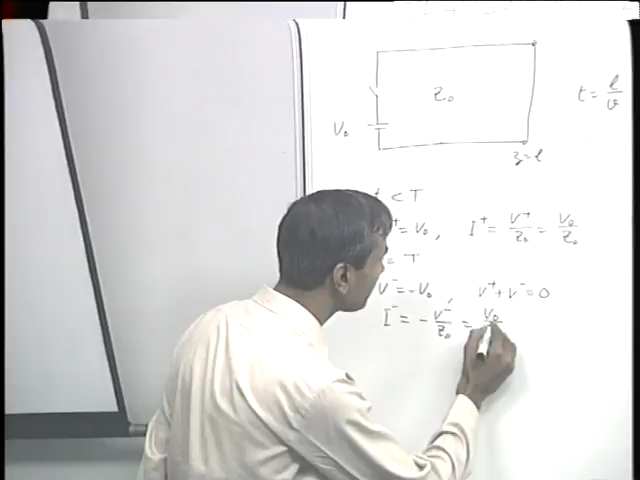 t = l/v
Z₀
V₀
z=l
t < T
⁺ = V₀, I⁺ = V⁺/Z₀ = V₀/Z₀
= T
V⁻ = -V₀, V⁺+V⁻=0
I⁻ = - V⁻/Z₀ = V₀